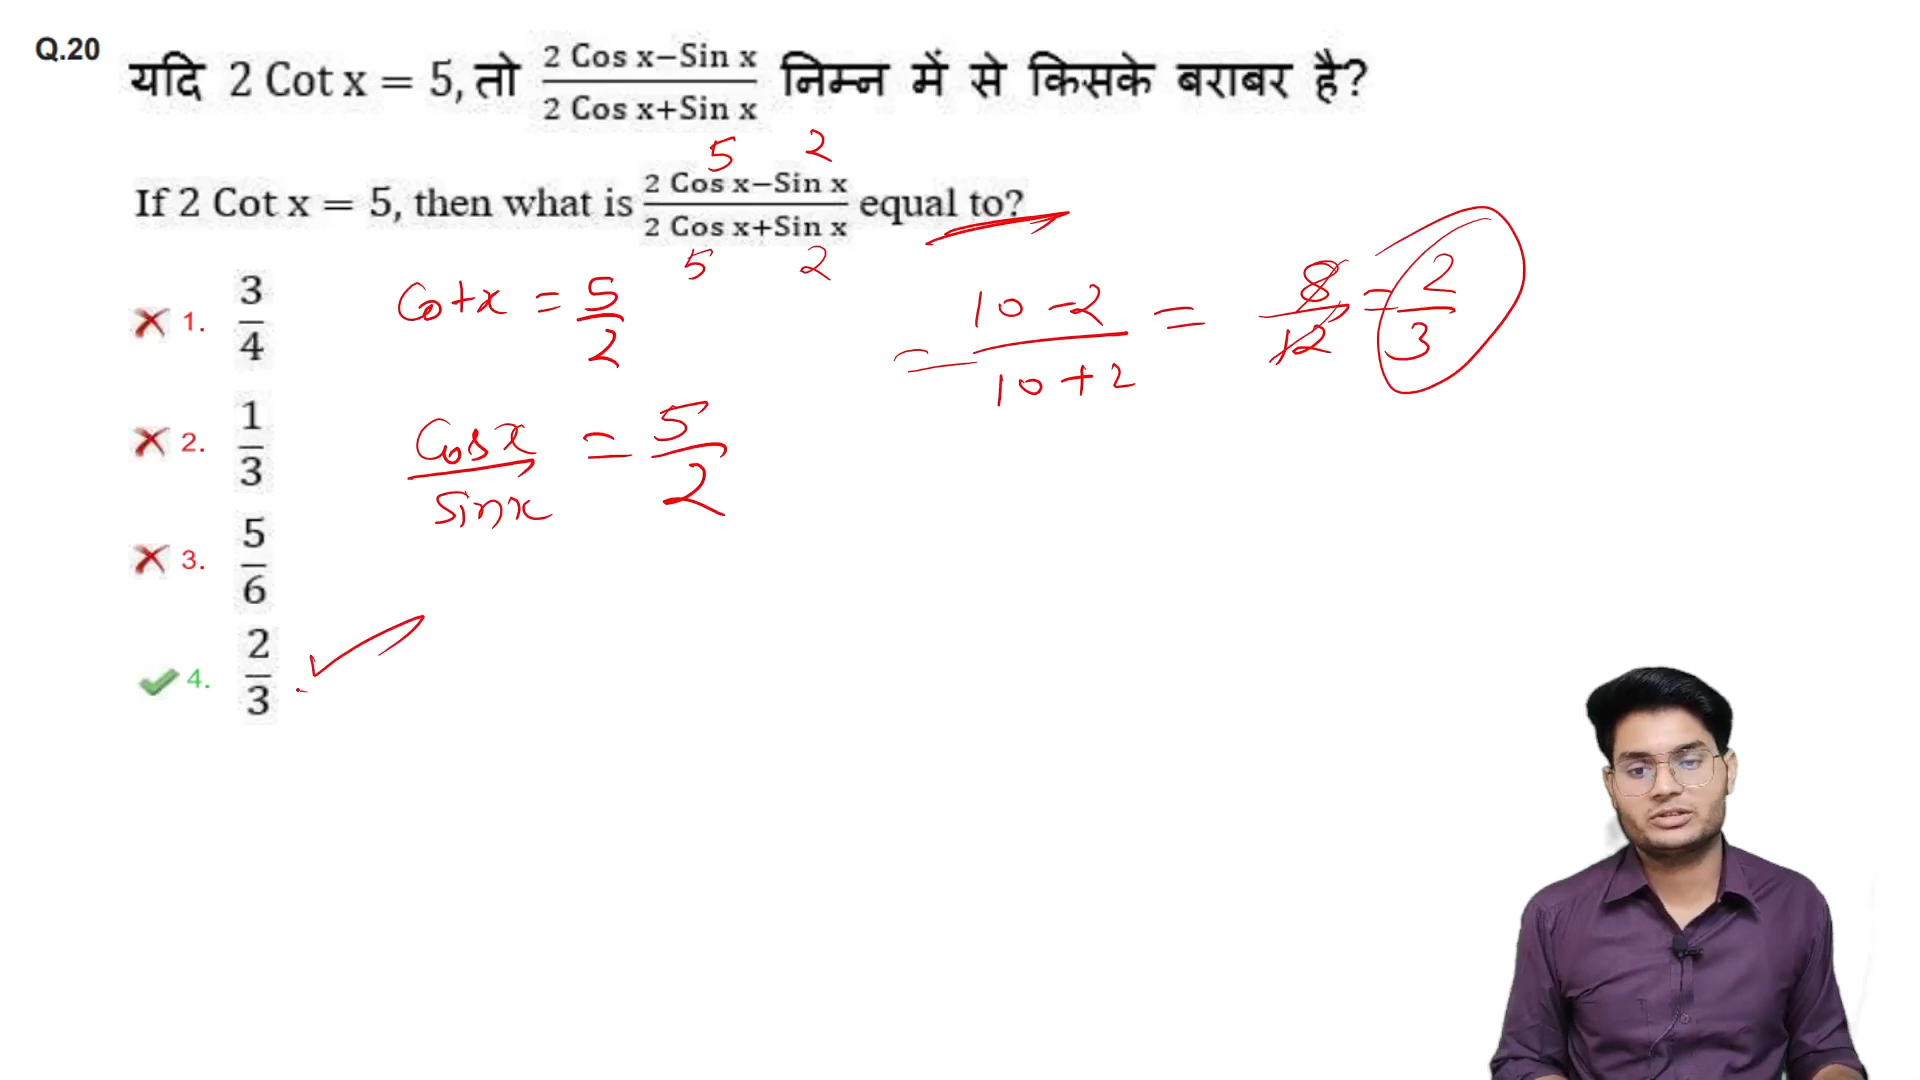 Q.20
यदि 2 Cot x = 5, तो (2 Cos x−Sin x)/(2 Cos x+Sin x) निम्न में से किसके बराबर है?
5 2
If 2 Cot x = 5, then what is (2 Cos x−Sin x)/(2 Cos x+Sin x) equal to?
5 2
1. 3/4
cotx = 5/2
= (10-2)/(10+2) = 8/12 = 2/3
2. 1/3
cosx/sinx = 5/2
3. 5/6
4. 2/3